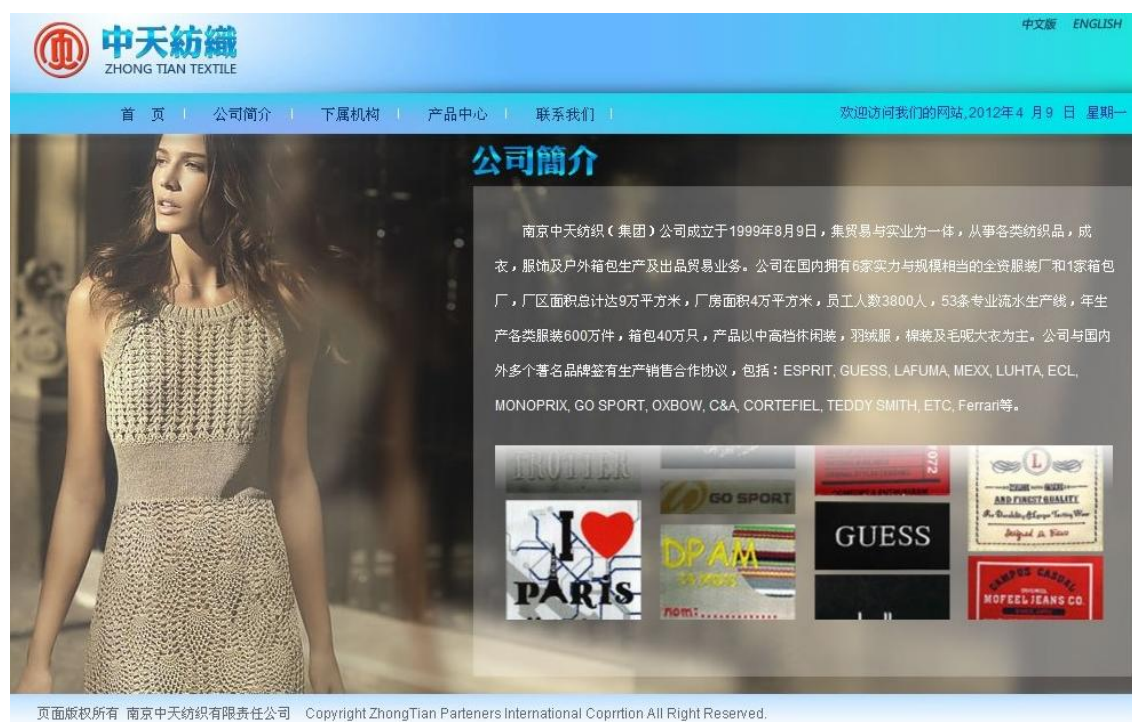 中文版 ENGLISH
中天紡織
ZHONG TIAN TEXTILE
首 页 公司简介 下属机构 产品中心 联系我们
欢迎访问我们的网站,2012年4 月9 日 星期一
公司簡介
南京中天纺织（集团）公司成立于1999年8月9日，集贸易与实业为一体，从事各类纺织品，成
衣，服饰及户外箱包生产及出品贸易业务。公司在国内拥有6家实力与规模相当的全资服装厂和1家箱包
厂，厂区面积总计达9万平方米，厂房面积4万平方米，员工人数3800人，53条专业流水生产线，年生
产各类服装600万件，箱包40万只，产品以中高档休闲装，羽绒服，棉装及毛呢大衣为主。公司与国内
外多个著名品牌签有生产销售合作协议，包括：ESPRIT, GUESS, LAFUMA, MEXX, LUHTA, ECL,
MONOPRIX, GO SPORT, OXBOW, C&A, CORTEFIEL, TEDDY SMITH, ETC, Ferrari等。
TROTTER
GO SPORT
072
L
AND FINEST QUALITY
I
PARIS
DPAM
nom:
GUESS
CAMPUS CASUAL
MOFEEL JEANS CO.
页面版权所有 南京中天纺织有限责任公司 Copyright ZhongTian Parteners International Coprrtion All Right Reserved.